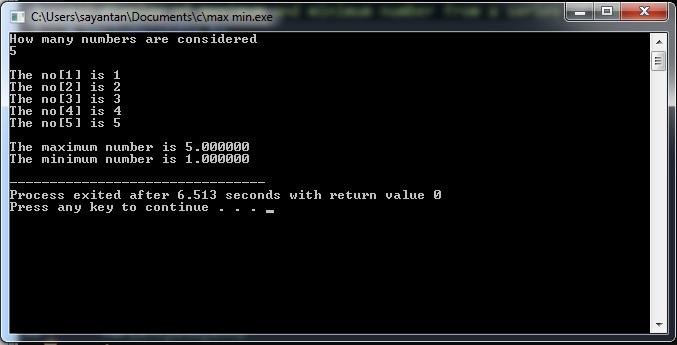 C:\Users\sayantan\Documents\c\max min.exe
How many numbers are considered
5
The no[1] is 1
The no[2] is 2
The no[3] is 3
The no[4] is 4
The no[5] is 5
The maximum number is 5.000000
The minimum number is 1.000000
--------------------------------
Process exited after 6.513 seconds with return value 0
Press any key to continue . . . _